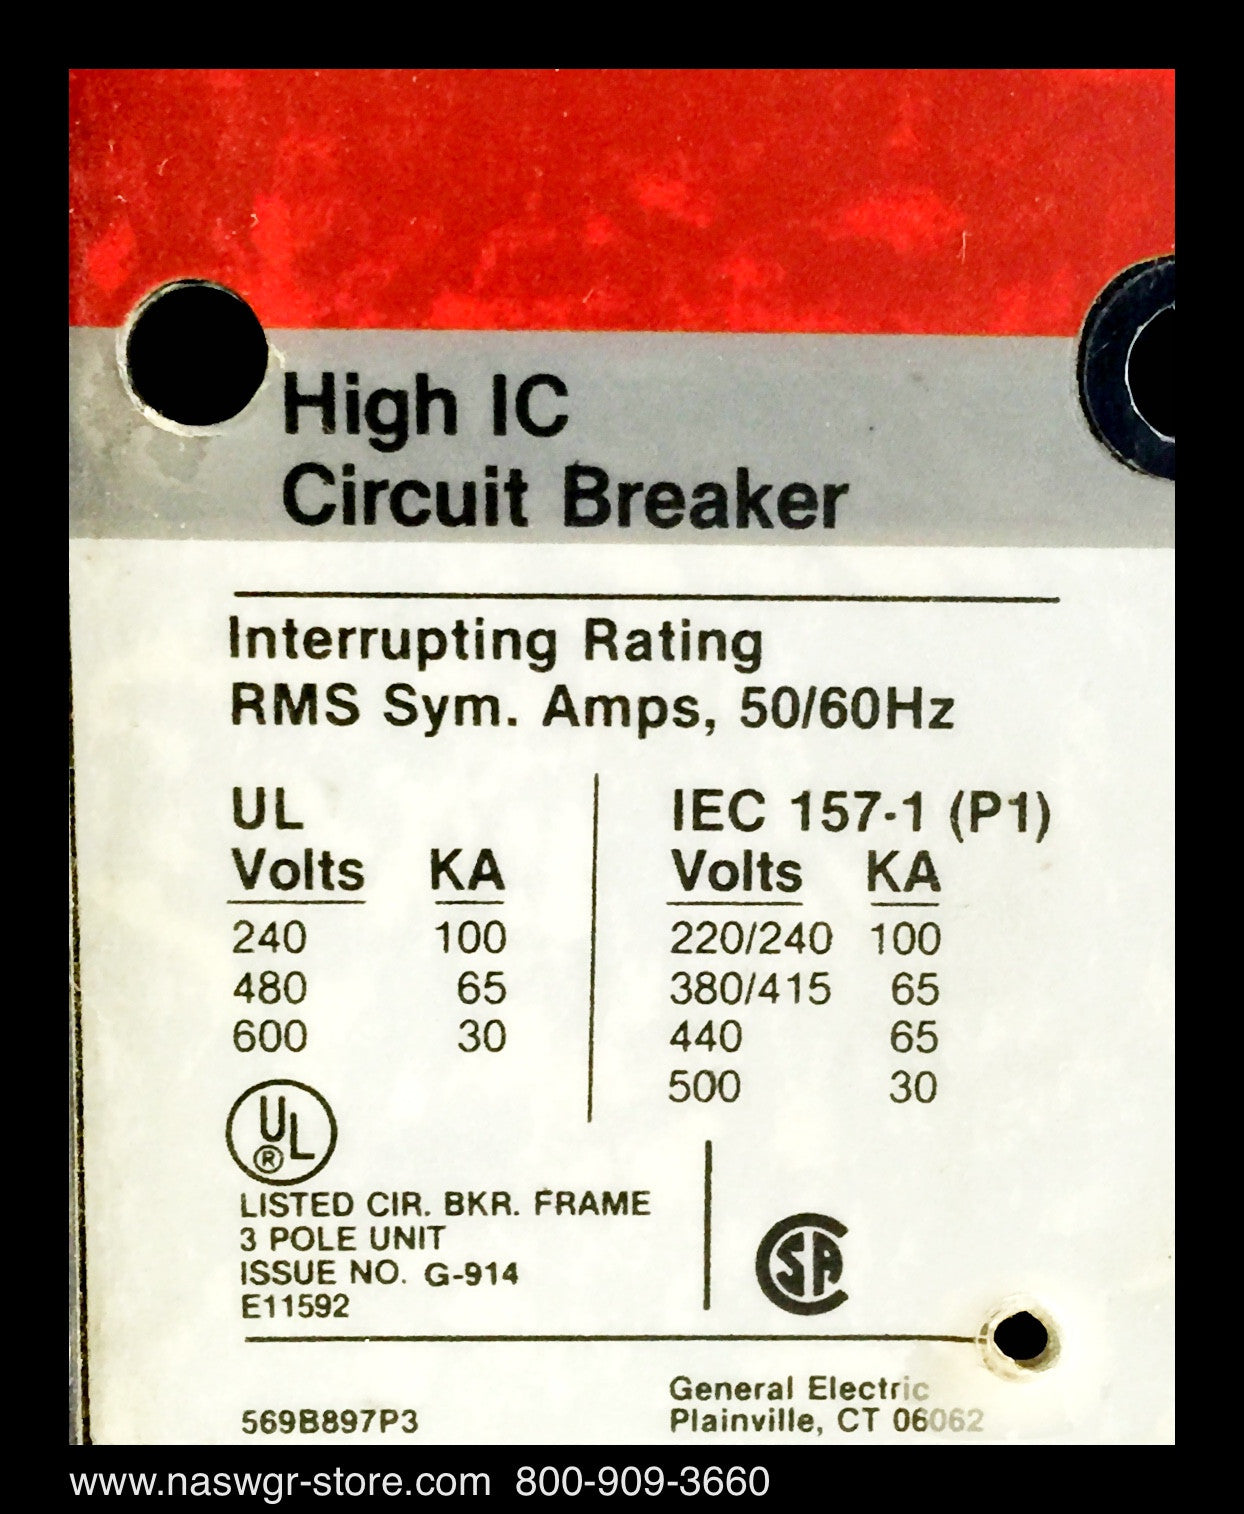 High IC
Circuit Breaker
Interrupting Rating
RMS Sym. Amps, 50/60Hz
UL
Volts KA
240 100
480 65
600 30
IEC 157-1 (P1)
Volts KA
220/240 100
380/415 65
440 65
500 30
UL
®
LISTED CIR. BKR. FRAME
3 POLE UNIT
ISSUE NO. G-914
E11592
SA
569B897P3
General Electric
Plainville, CT 06062
www.naswgr-store.com 800-909-3660